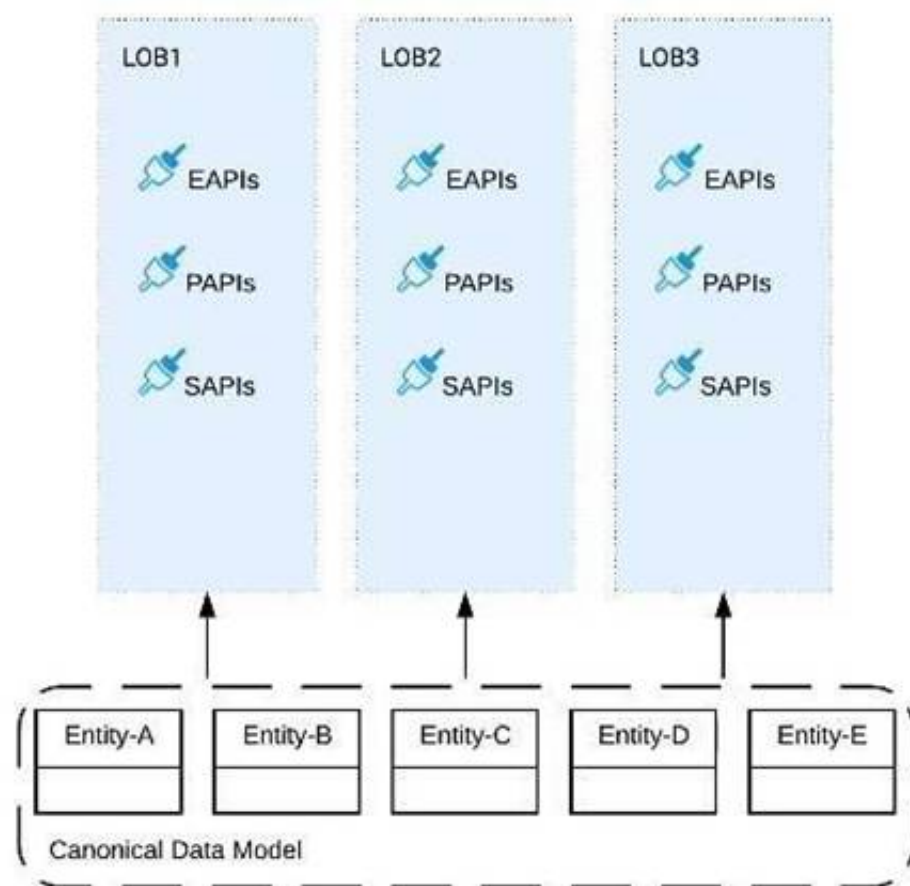 LOB1
LOB2
LOB3
EAPIs
EAPIs
EAPIs
PAPIs
PAPIs
PAPIs
SAPIs
SAPIs
SAPIs
Entity-A
Entity-B
Entity-C
Entity-D
Entity-E
Canonical Data Model